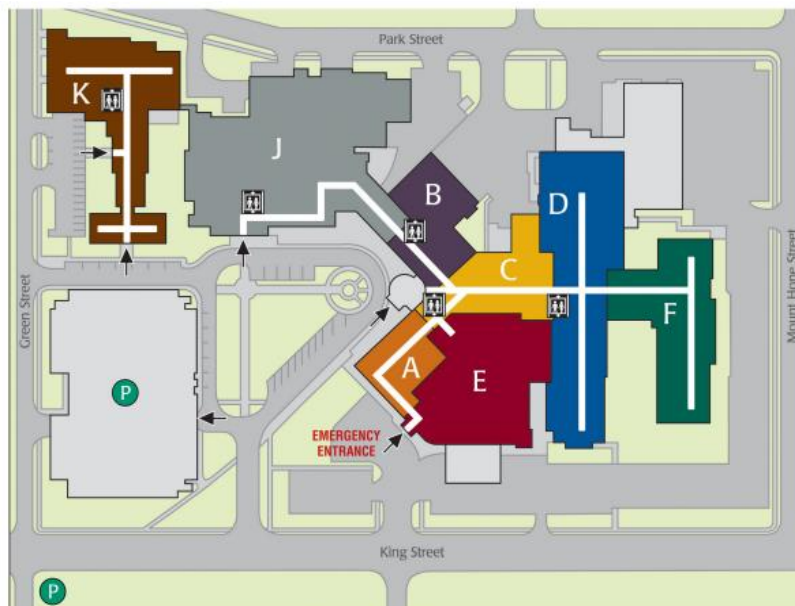 Park Street
K
J
B
D
C
F
A
E
Green Street
Mount Hope Street
P
EMERGENCY
ENTRANCE
King Street
P